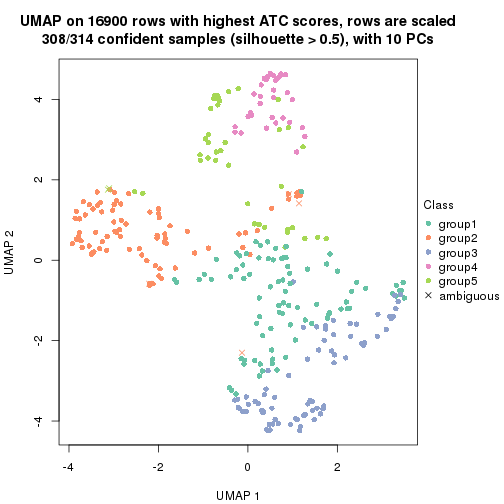 UMAP on 16900 rows with highest ATC scores, rows are scaled
308/314 confident samples (silhouette > 0.5), with 10 PCs
UMAP 2
4
2
0
-2
-4
-4
-2
0
2
UMAP 1
Class
group1
group2
group3
group4
group5
ambiguous